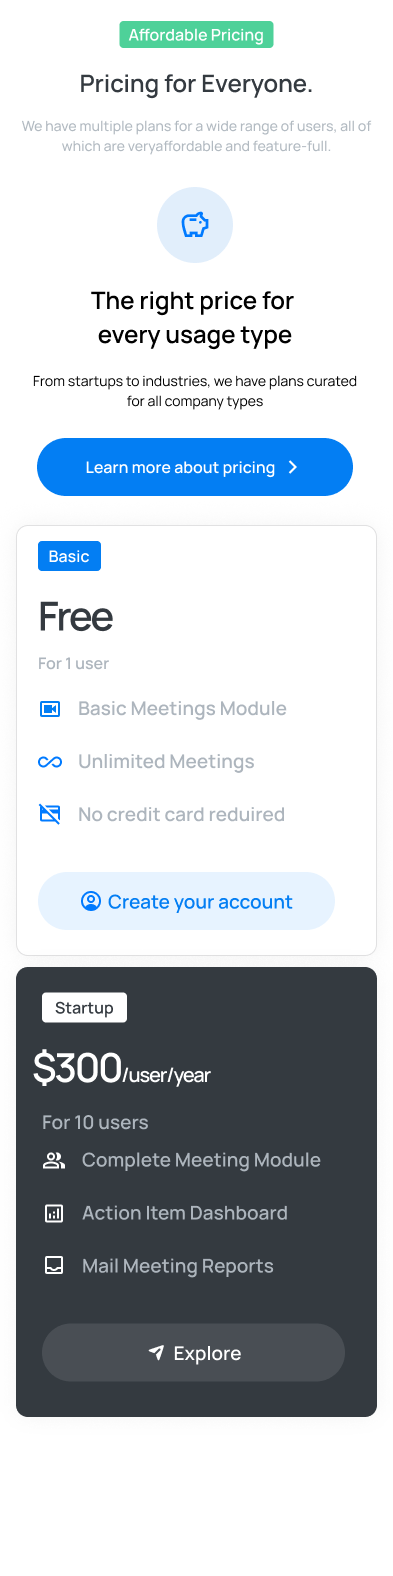 Affordable Pricing
Pricing for Everyone.
We have multiple plans for a wide range of users, all of
which are veryaffordable and feature-full.
The right price for
every usage type
From startups to industries, we have plans curated
for all company types
Learn more about pricing
Basic
Free
For 1 user
Basic Meetings Module
Unlimited Meetings
No credit card reduired
Create your account
Startup
$300/user/year
For 10 users
Complete Meeting Module
Action Item Dashboard
Mail Meeting Reports
Explore